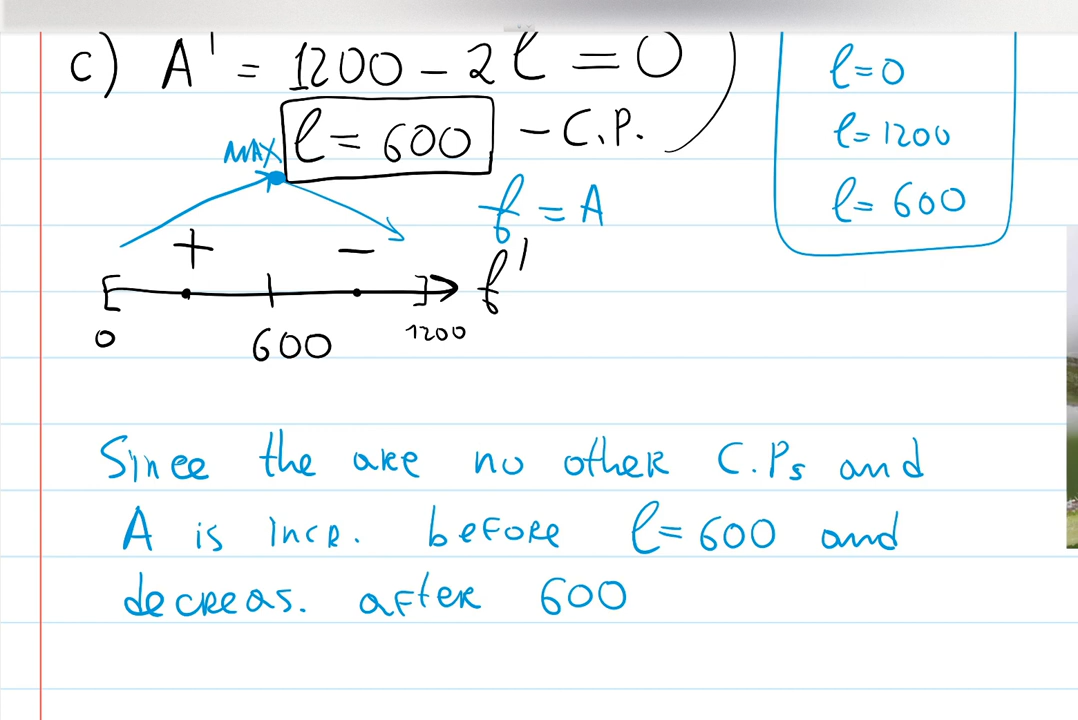 c) A' = 1200 - 2l = 0
l = 600 - C.P.
MAX
f = A
+ -
f'
0 600 1200
l=0
l=1200
l=600
Since the are no other C.Ps and
A is incr. before l=600 and
decreas. after 600